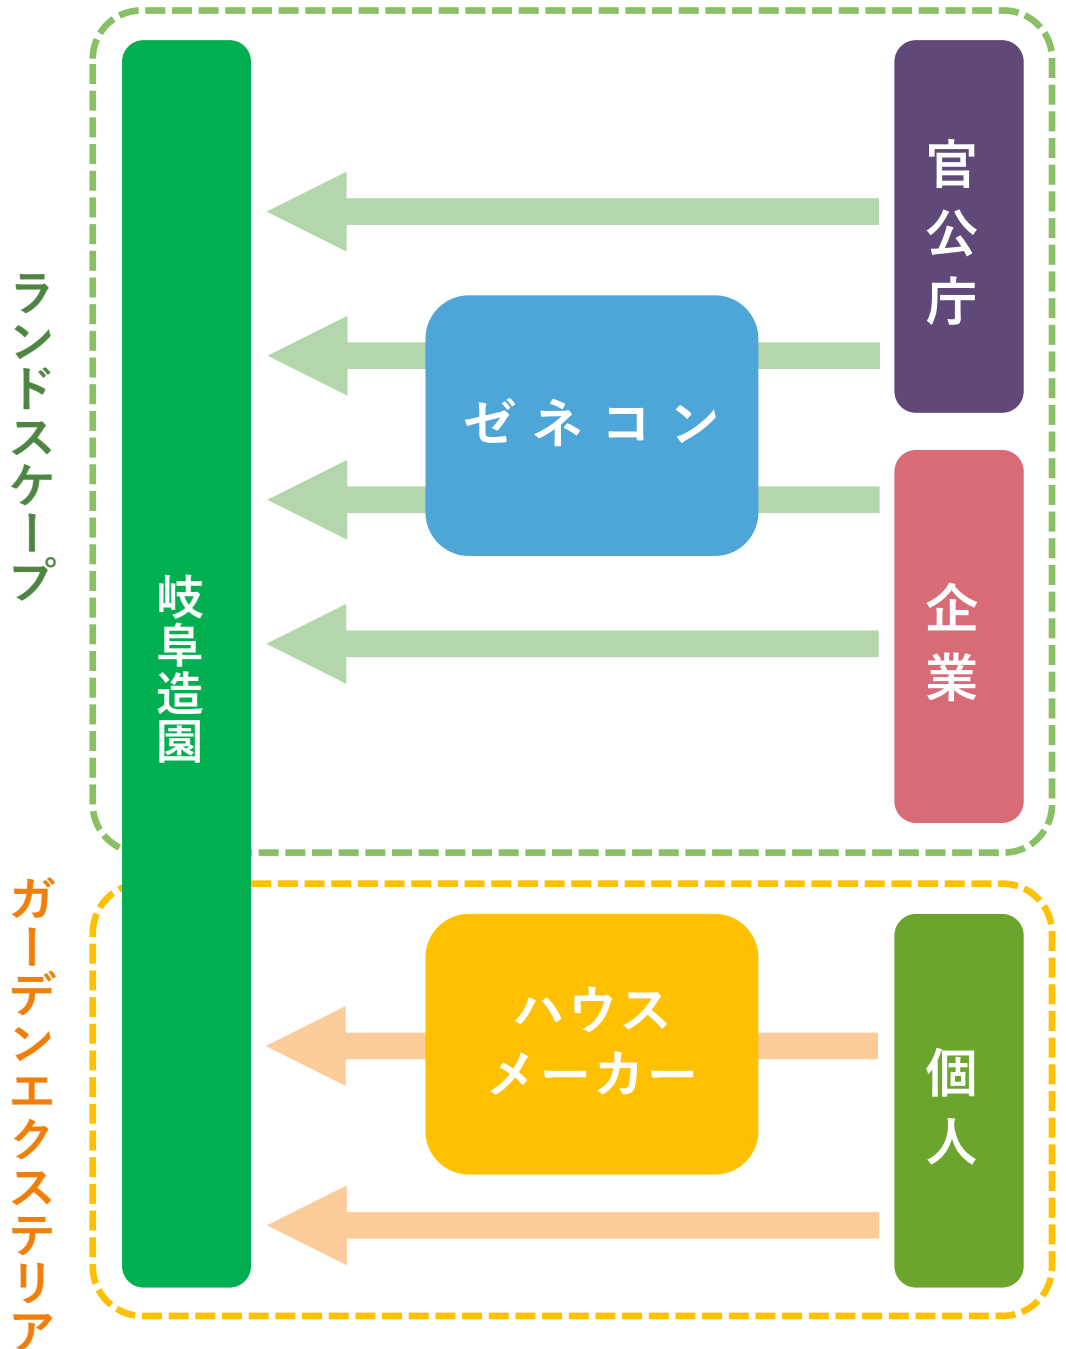 ランドスケープ
岐阜造園
官公庁
ゼネコン
企業
ガーデンエクステリア
ハウス
メーカー
個人